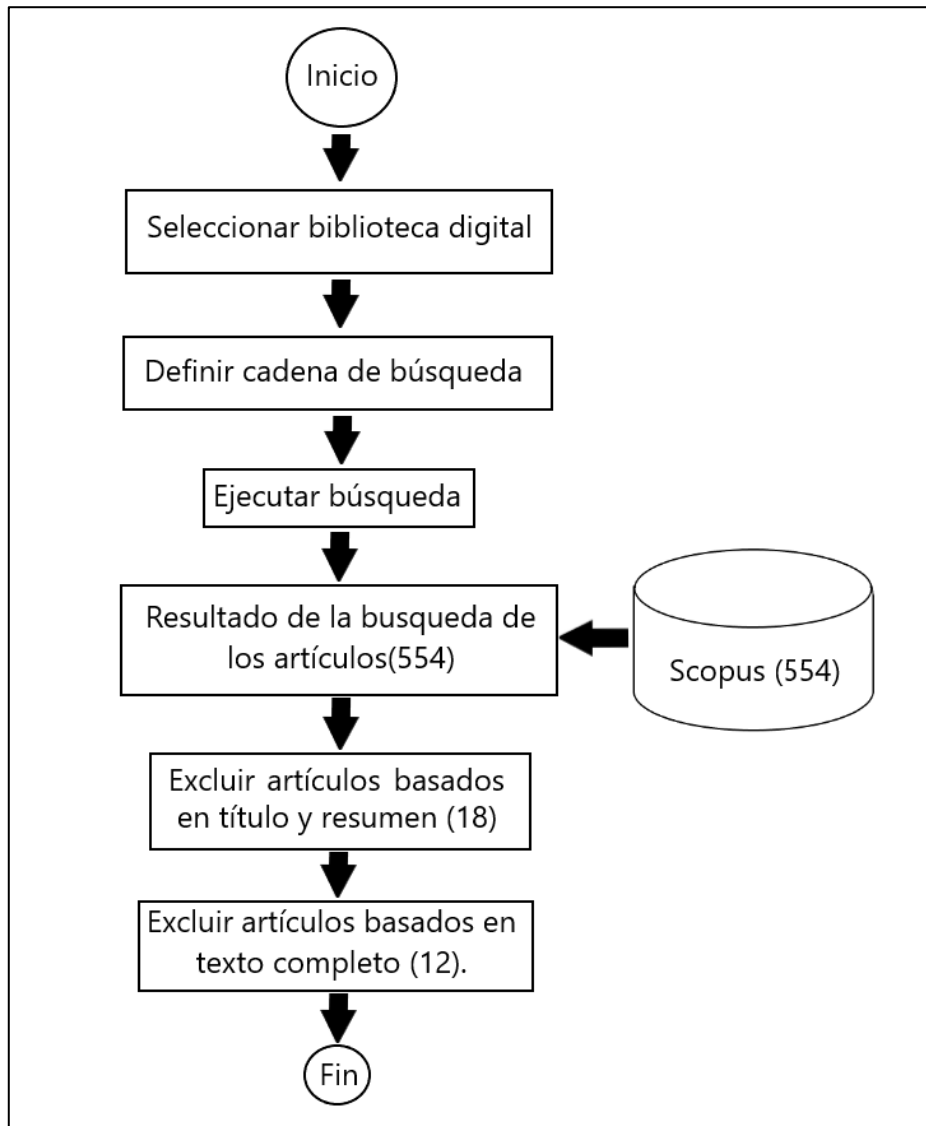 Inicio
Seleccionar biblioteca digital
Definir cadena de búsqueda
Ejecutar búsqueda
Resultado de la busqueda de
los artículos(554)
Scopus (554)
Excluir artículos basados
en título y resumen (18)
Excluir artículos basados en
texto completo (12).
Fin